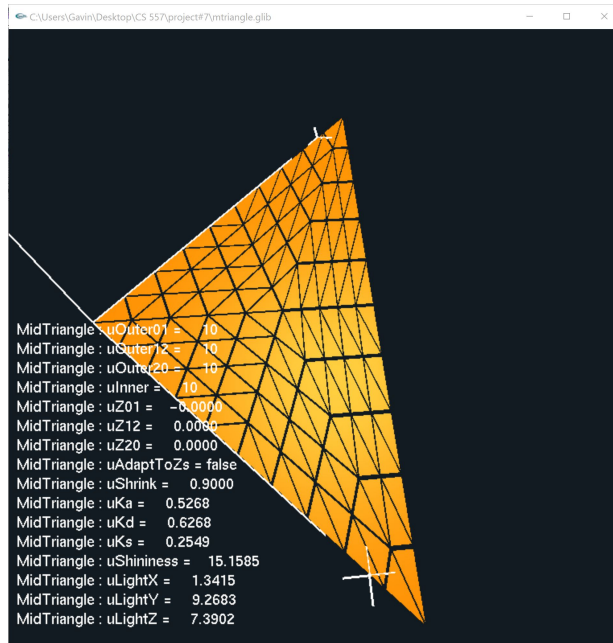 C:\Users\Gavin\Desktop\CS 557\project#7\mtriangle.glib
MidTriangle : uOuter01 = 10
MidTriangle : uOuter12 = 10
MidTriangle : uOuter20 = 10
MidTriangle : uInner = 10
MidTriangle : uZ01 = -0.0000
MidTriangle : uZ12 = 0.0000
MidTriangle : uZ20 = 0.0000
MidTriangle : uAdaptToZs = false
MidTriangle : uShrink = 0.9000
MidTriangle : uKa = 0.5268
MidTriangle : uKd = 0.6268
MidTriangle : uKs = 0.2549
MidTriangle : uShininess = 15.1585
MidTriangle : uLightX = 1.3415
MidTriangle : uLightY = 9.2683
MidTriangle : uLightZ = 7.3902